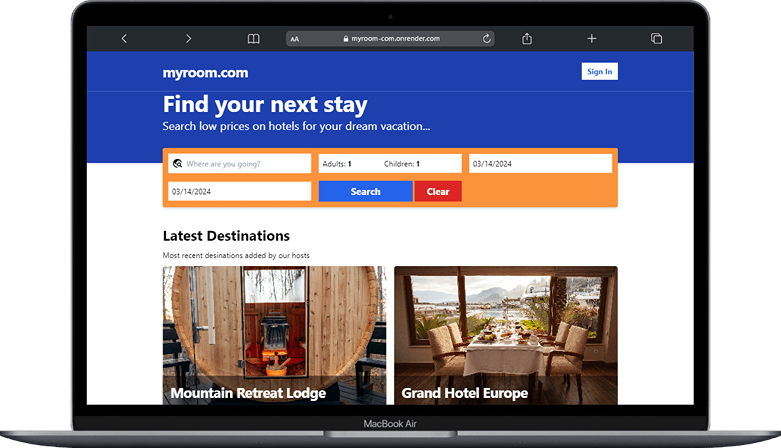 AA myroom-com.onrender.com
myroom.com Sign In
Find your next stay
Search low prices on hotels for your dream vacation...
Where are you going? Adults: 1 Children: 1 03/14/2024
03/14/2024 Search Clear
Latest Destinations
Most recent desinations added by our hosts
Mountain Retreat Lodge Grand Hotel Europe
MacBook Air